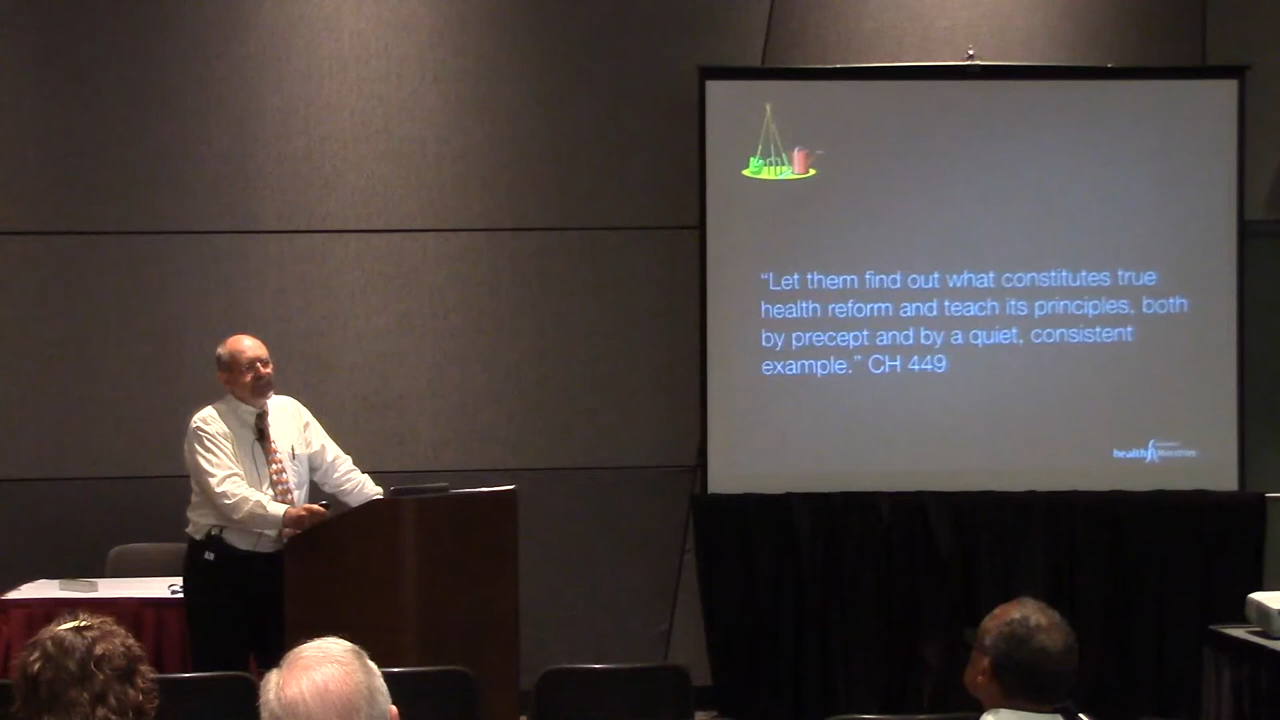 “Let them find out what constitutes true
health reform and teach its principles, both
by precept and by a quiet, consistent
example.” CH 449
health Ministries